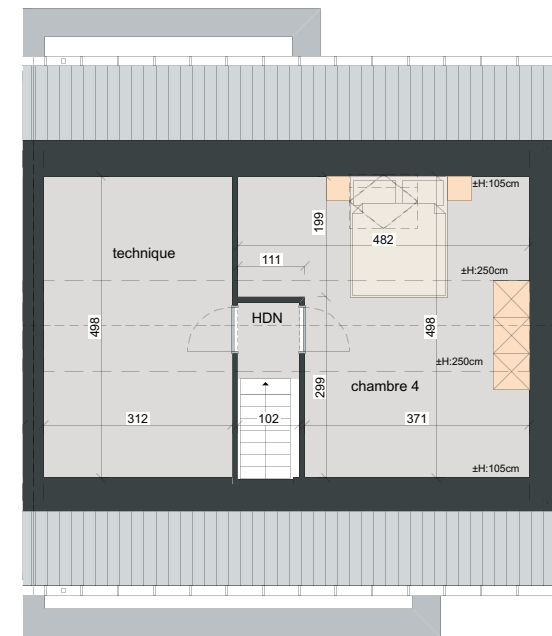 ±H:105cm
199
482
technique
111
±H:250cm
HDN
498
498
±H:250cm
299
chambre 4
312
102
371
±H:105cm